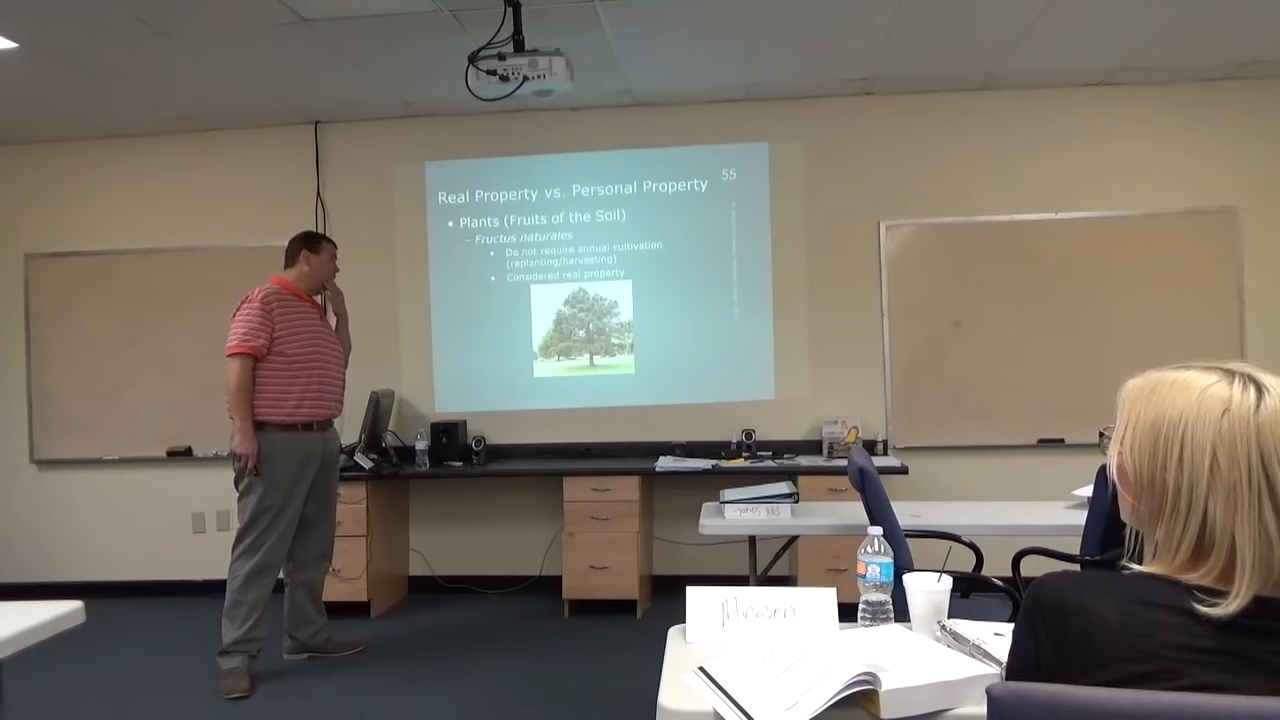 55
Real Property vs. Personal Property
• Plants (Fruits of the Soil)
– Fructus naturales
• Do not require annual cultivation
(replanting/harvesting)
• Considered real property